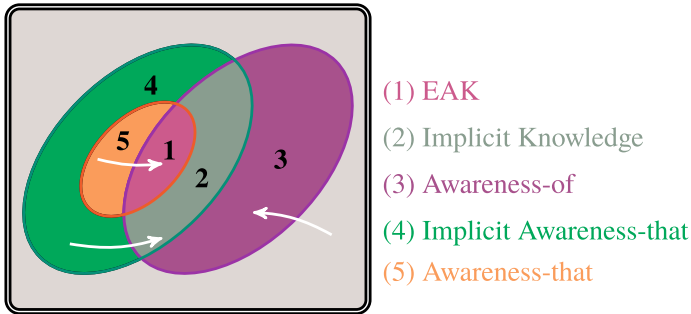 4
5
1
2
3
(1) EAK
(2) Implicit Knowledge
(3) Awareness-of
(4) Implicit Awareness-that
(5) Awareness-that